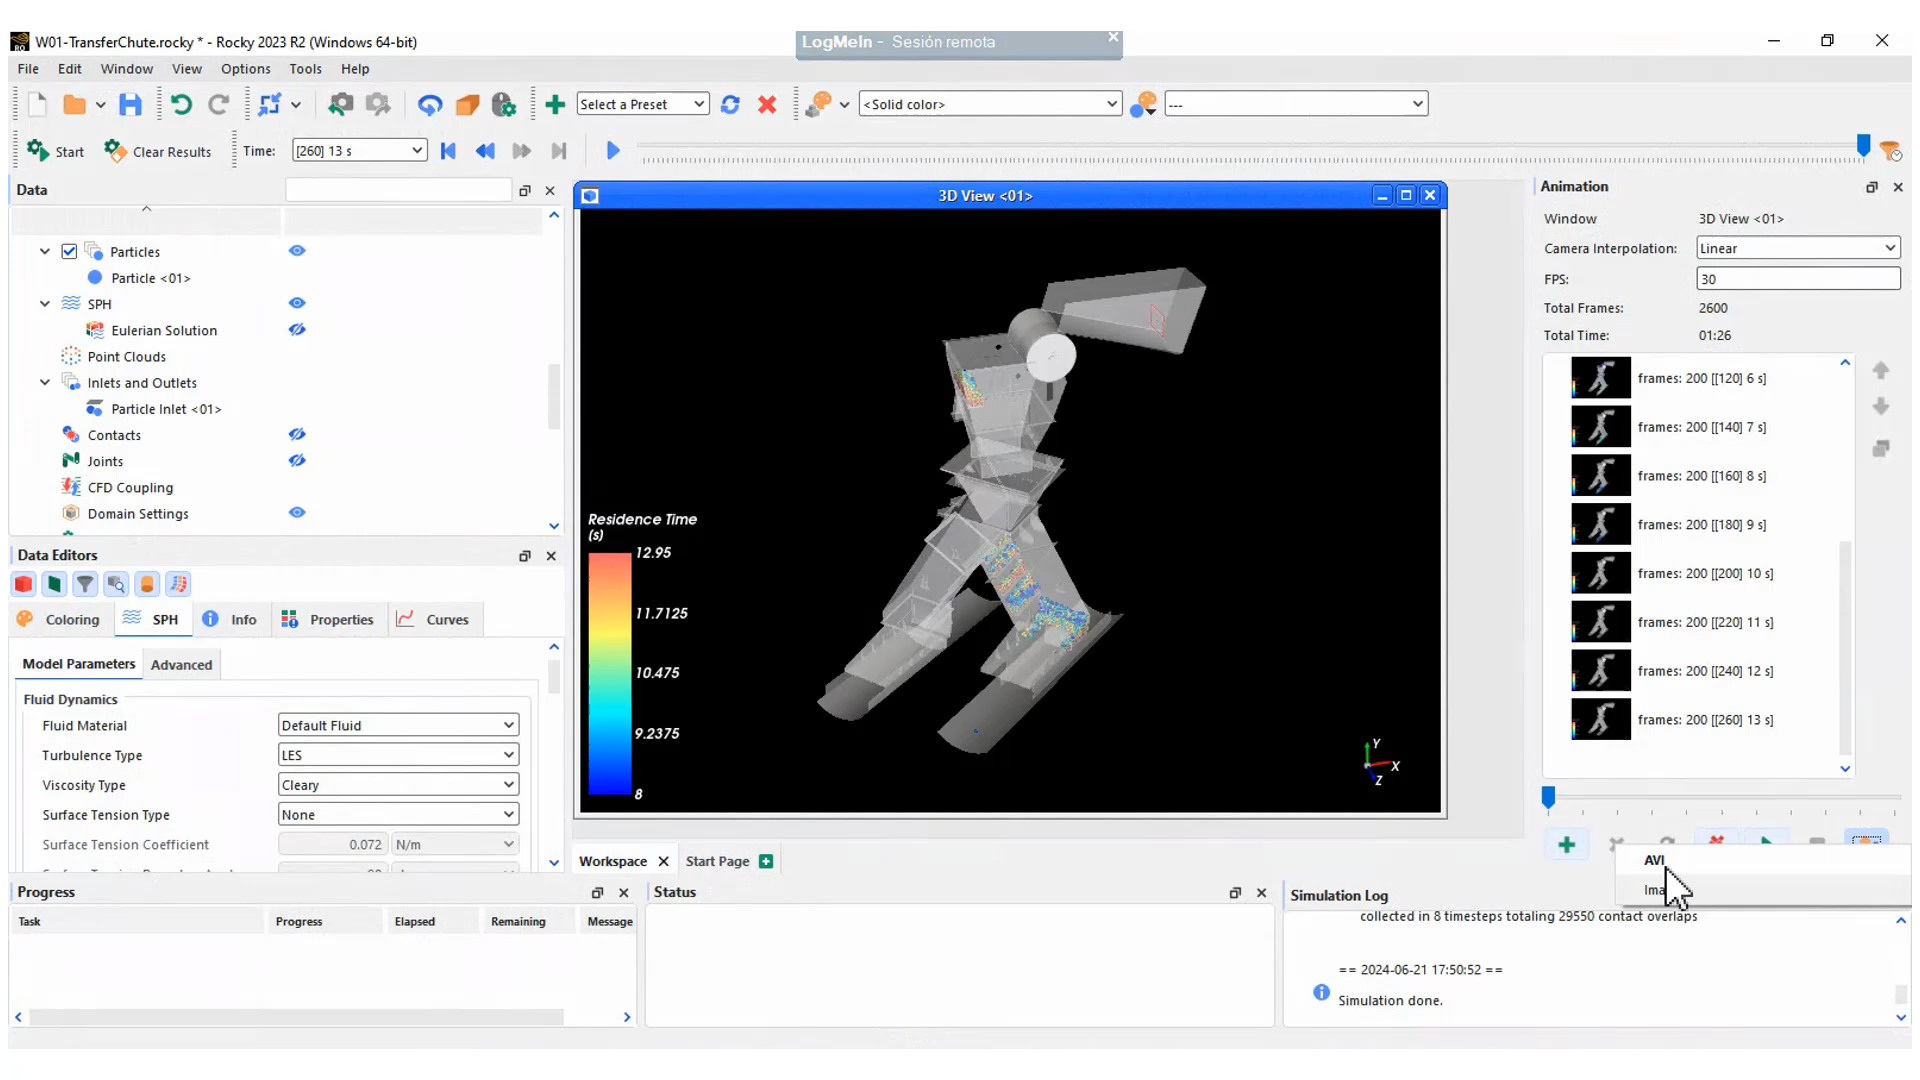 W01-TransferChute.rocky * - Rocky 2023 R2 (Windows 64-bit)
LogMeIn - Sesión remota
File Edit Window View Options Tools Help
Select a Preset
<Solid color>
---
Start
Clear Results
Time:
[260] 13 s
Data
Particles
Particle <01>
SPH
Eulerian Solution
Point Clouds
Inlets and Outlets
Particle Inlet <01>
Contacts
Joints
CFD Coupling
Domain Settings
Data Editors
Coloring SPH Info Properties Curves
Model Parameters Advanced
Fluid Dynamics
Fluid Material Default Fluid
Turbulence Type LES
Viscosity Type Cleary
Surface Tension Type None
Surface Tension Coefficient 0.072 N/m
3D View <01>
Residence Time
(s)
12.95
11.7125
10.475
9.2375
8
Y
X
Z
Workspace
Start Page
Animation
Window 3D View <01>
Camera Interpolation: Linear
FPS: 30
Total Frames: 2600
Total Time: 01:26
frames: 200 [[120] 6 s]
frames: 200 [[140] 7 s]
frames: 200 [[160] 8 s]
frames: 200 [[180] 9 s]
frames: 200 [[200] 10 s]
frames: 200 [[220] 11 s]
frames: 200 [[240] 12 s]
frames: 200 [[260] 13 s]
AVI
Progress
Task Progress Elapsed Remaining Message
Status
Simulation Log
collected in 8 timesteps totaling 29550 contact overlaps
== 2024-06-21 17:50:52 ==
Simulation done.